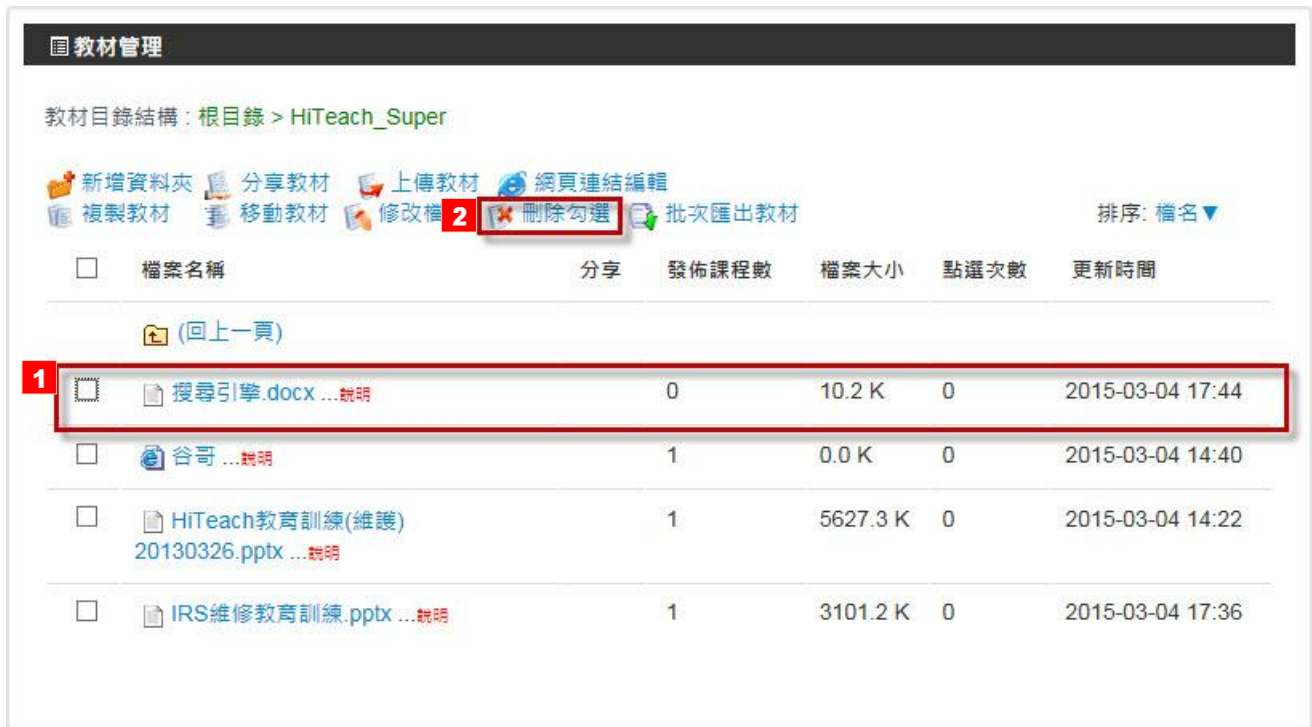 教材管理
教材目錄結構 : 根目錄 > HiTeach_Super
新增資料夾 分享教材 上傳教材 網頁連結編輯
複製教材 移動教材 修改檔 2 刪除勾選 批次匯出教材 排序: 檔名▼
檔案名稱 分享 發佈課程數 檔案大小 點選次數 更新時間
(回上一頁)
1
搜尋引擎.docx ...說明 0 10.2 K 0 2015-03-04 17:44
谷哥 ...說明 1 0.0 K 0 2015-03-04 14:40
HiTeach教育訓練(維護) 1 5627.3 K 0 2015-03-04 14:22
20130326.pptx ...說明
IRS維修教育訓練.pptx ...說明 1 3101.2 K 0 2015-03-04 17:36